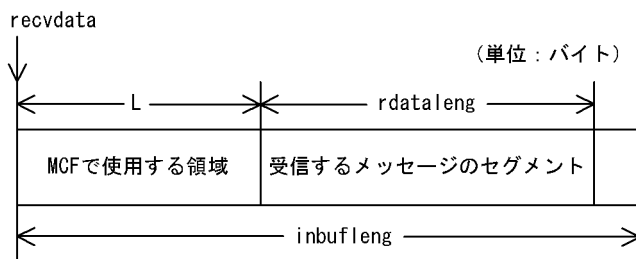 recvdata
(単位:バイト)
L rdataleng
MCFで使用する領域 受信するメッセージのセグメント
inbufleng